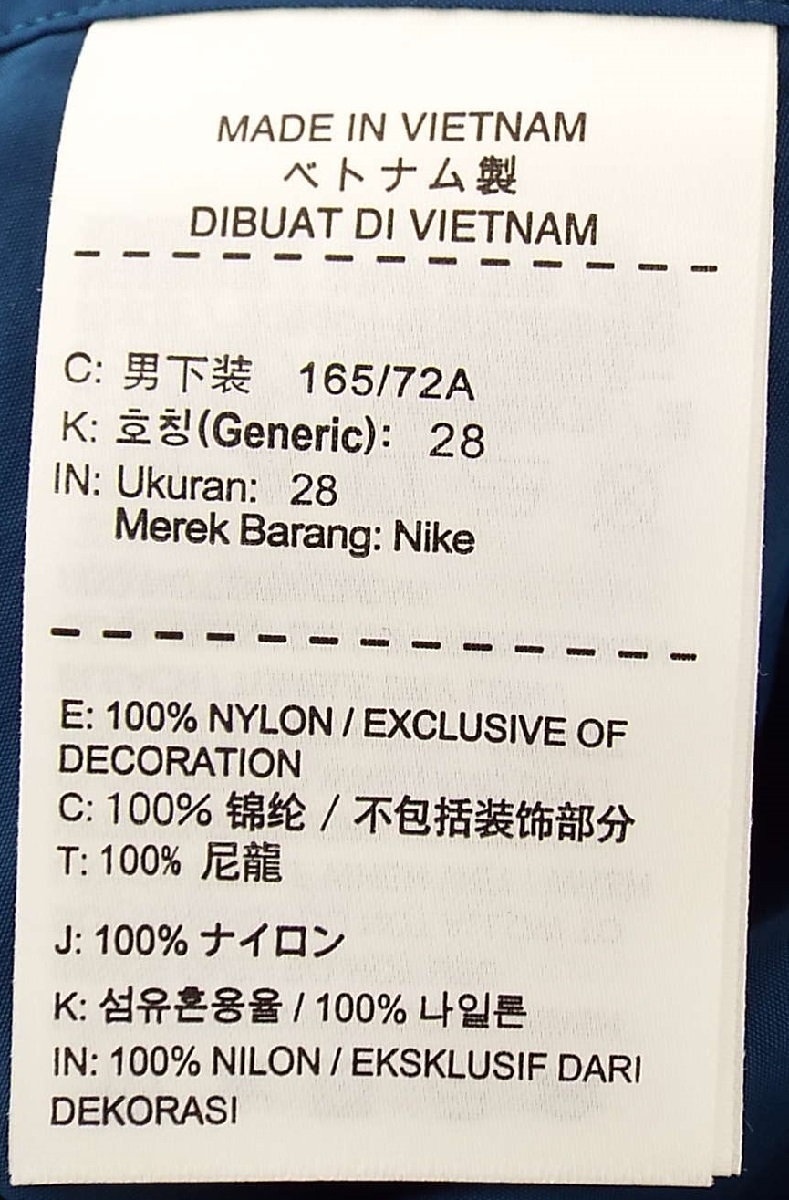 MADE IN VIETNAM
ベトナム製
DIBUAT DI VIETNAM
C: 男下装 165/72A
K: 호칭(Generic): 28
IN: Ukuran: 28
Merek Barang: Nike
E: 100% NYLON / EXCLUSIVE OF
DECORATION
C: 100% 锦纶 / 不包括装饰部分
T: 100% 尼龍
J: 100% ナイロン
K: 섬유혼용율 / 100% 나일론
IN: 100% NILON / EKSKLUSIF DARI
DEKORASI